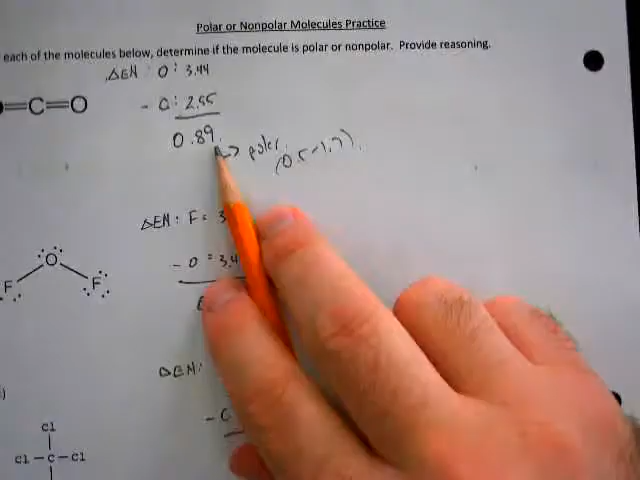 Polar or Nonpolar Molecules Practice
each of the molecules below, determine if the molecule is polar or nonpolar. Provide reasoning.
ΔEN: O: 3.44
=C=O
- C: 2.55
0.89
polar
(0.5-1.7)
ΔEN: F = 3
O
- O = 3.4
F
F
ΔEN:
- C
Cl
Cl-C-Cl